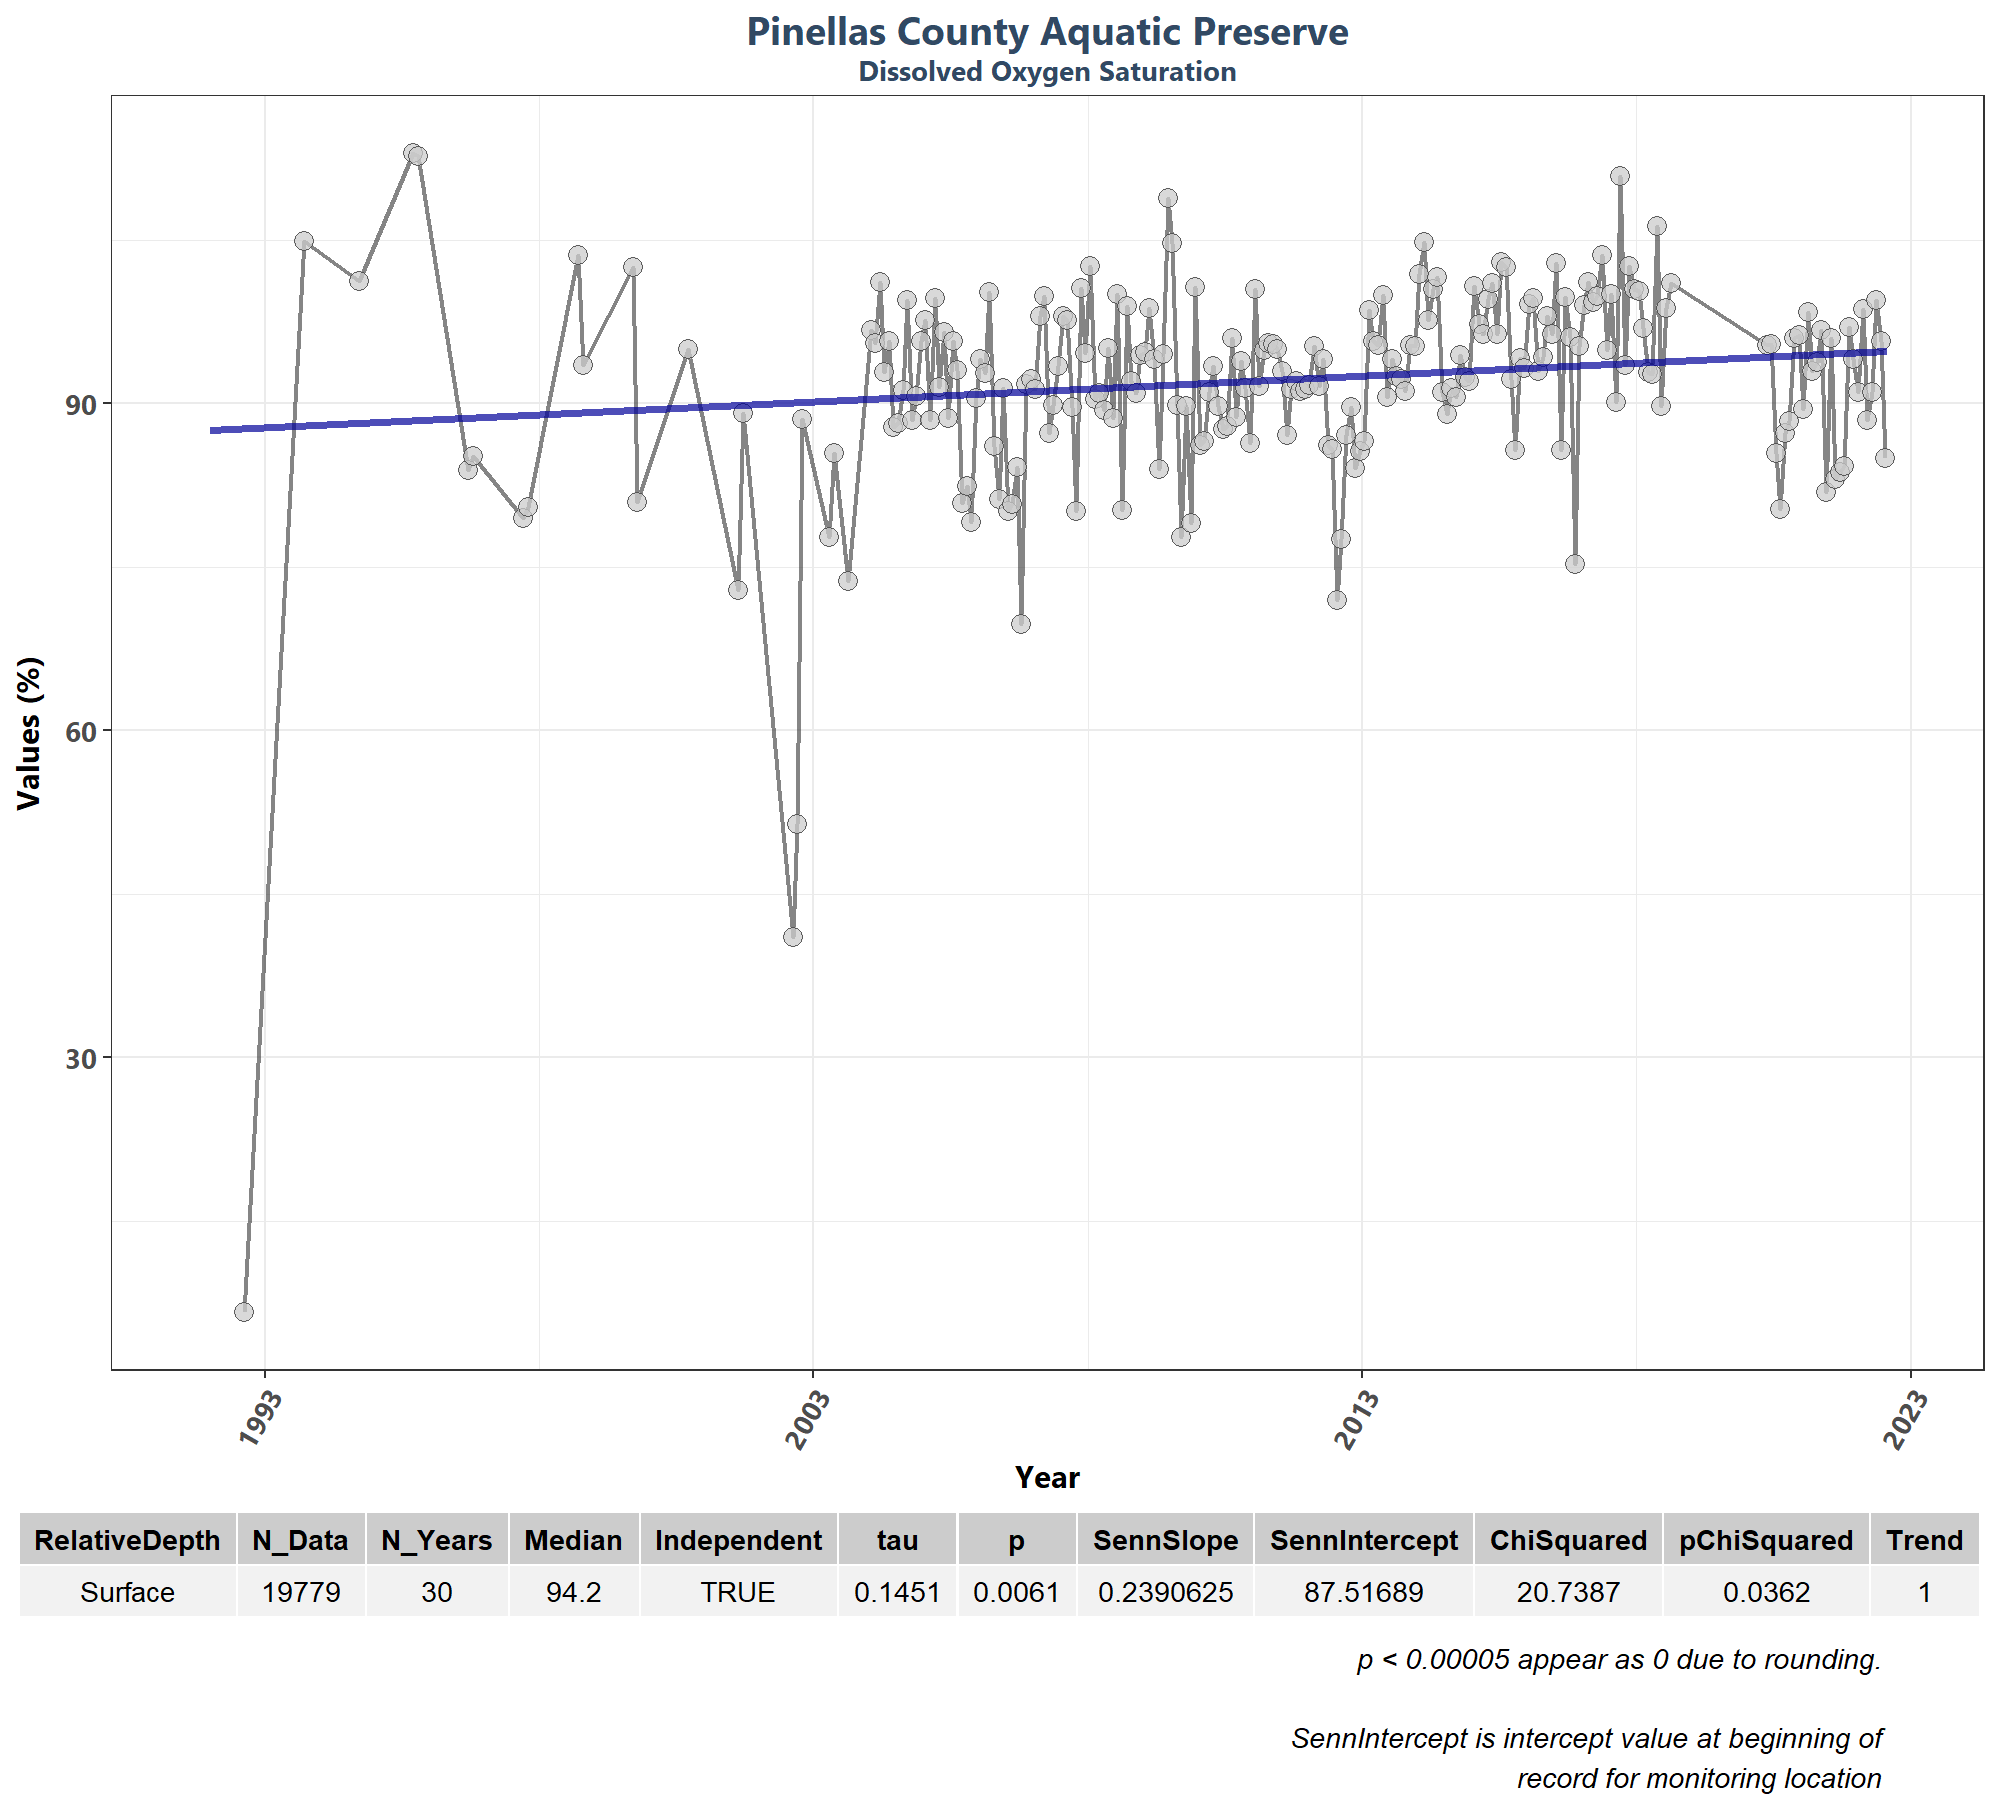 Pinellas County Aquatic Preserve
Dissolved Oxygen Saturation
Values (%)
90
60
30
1993
2003
2013
2023
Year
RelativeDepth N_Data N_Years Median Independent tau p SennSlope SennIntercept ChiSquared pChiSquared Trend
Surface 19779 30 94.2 TRUE 0.1451 0.0061 0.2390625 87.51689 20.7387 0.0362 1
p < 0.00005 appear as 0 due to rounding.
SennIntercept is intercept value at beginning of
record for monitoring location